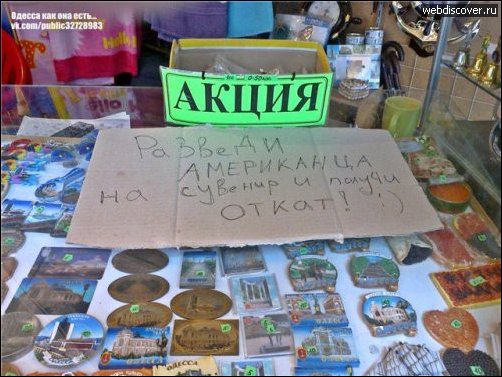 Одесса как она есть...
vk.com/public32728983
webdiscover.ru
АКЦИЯ
РаЗВеДИ
АМЕРИКАНЦА
на сувенир и получи
ОТКАТ! :)